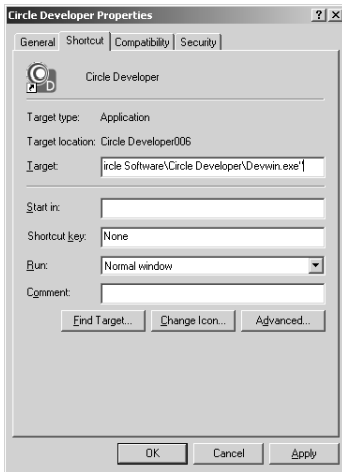 Circle Developer Properties
General Shortcut Compatibility Security
Circle Developer
Target type: Application
Target location: Circle Developer006
Target: ircle Software\Circle Developer\Devwin.exe"
Start in:
Shortcut key: None
Run: Normal window
Comment:
Find Target... Change Icon... Advanced...
OK Cancel Apply